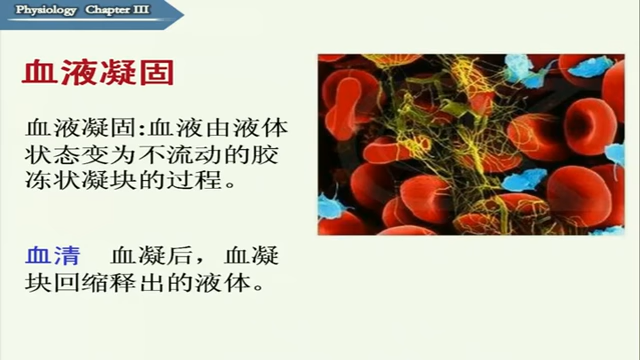 Physiology Chapter III
血液凝固
血液凝固:血液由液体
状态变为不流动的胶
冻状凝块的过程。
血清 血凝后，血凝
块回缩释出的液体。